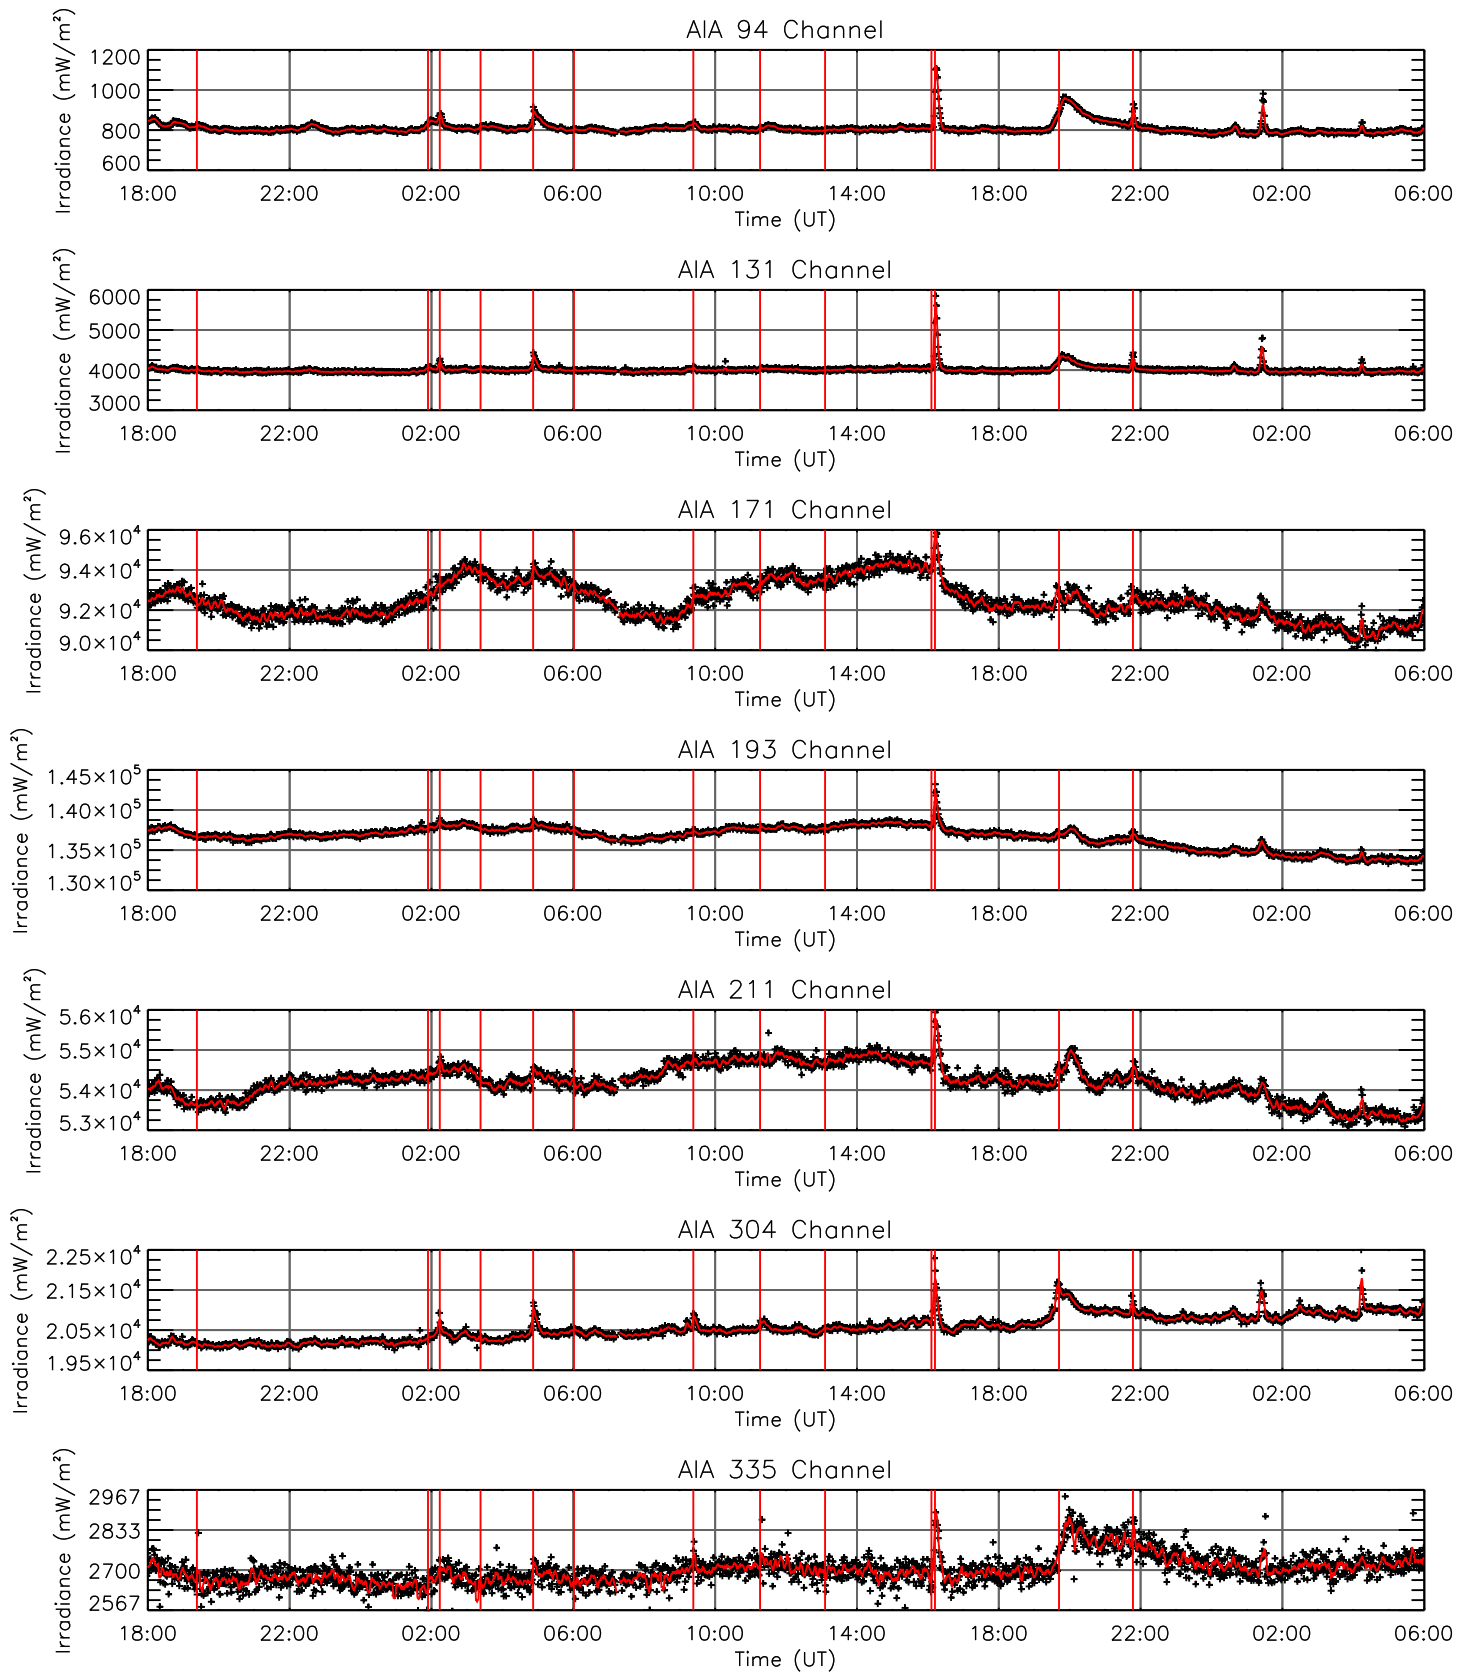 AIA 94 Channel
Irradiance (mW/m²)
1200
1000
800
600
18:00 22:00 02:00 06:00 10:00 14:00 18:00 22:00 02:00 06:00
Time (UT)
AIA 131 Channel
Irradiance (mW/m²)
6000
5000
4000
3000
18:00 22:00 02:00 06:00 10:00 14:00 18:00 22:00 02:00 06:00
Time (UT)
AIA 171 Channel
Irradiance (mW/m²)
9.6×10⁴
9.4×10⁴
9.2×10⁴
9.0×10⁴
18:00 22:00 02:00 06:00 10:00 14:00 18:00 22:00 02:00 06:00
Time (UT)
AIA 193 Channel
Irradiance (mW/m²)
1.45×10⁵
1.40×10⁵
1.35×10⁵
1.30×10⁵
18:00 22:00 02:00 06:00 10:00 14:00 18:00 22:00 02:00 06:00
Time (UT)
AIA 211 Channel
Irradiance (mW/m²)
5.6×10⁴
5.5×10⁴
5.4×10⁴
5.3×10⁴
18:00 22:00 02:00 06:00 10:00 14:00 18:00 22:00 02:00 06:00
Time (UT)
AIA 304 Channel
Irradiance (mW/m²)
2.25×10⁴
2.15×10⁴
2.05×10⁴
1.95×10⁴
18:00 22:00 02:00 06:00 10:00 14:00 18:00 22:00 02:00 06:00
Time (UT)
AIA 335 Channel
Irradiance (mW/m²)
2967
2833
2700
2567
18:00 22:00 02:00 06:00 10:00 14:00 18:00 22:00 02:00 06:00
Time (UT)